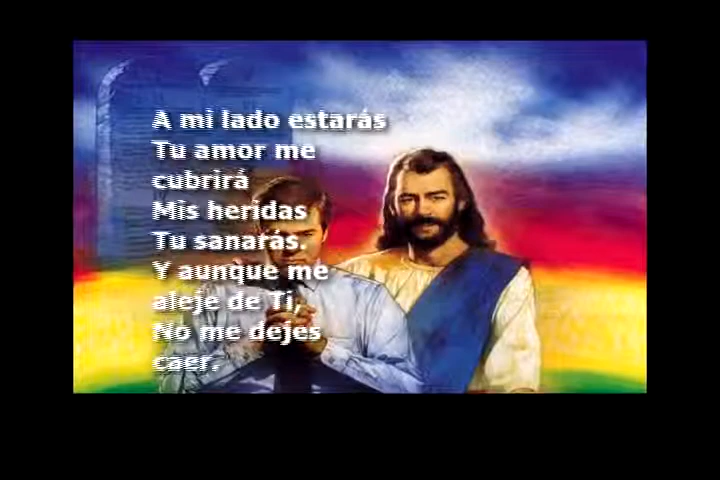 A mi lado estarás
Tu amor me
cubrirá
Mis heridas
Tu sanarás.
Y aunque me
aleje de Ti,
No me dejes
caer.